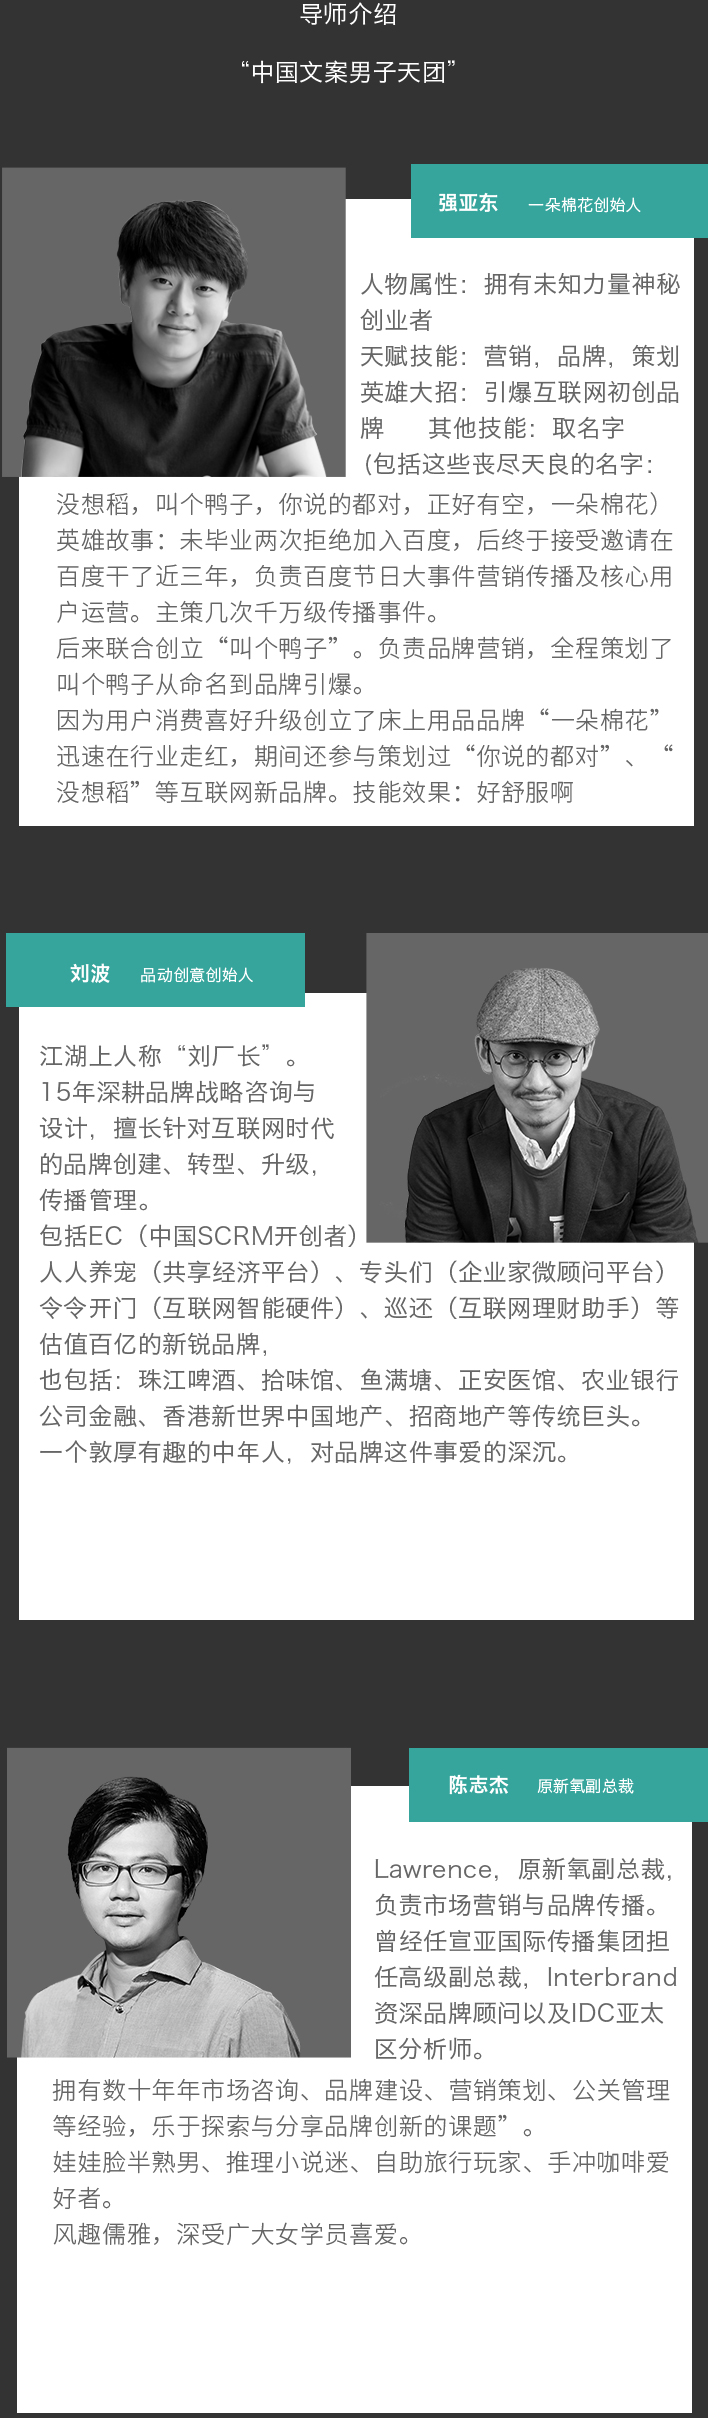 导师介绍
“中国文案男子天团”
强亚东 一朵棉花创始人
人物属性：拥有未知力量神秘
创业者
天赋技能：营销，品牌，策划
英雄大招：引爆互联网初创品
牌 其他技能：取名字
(包括这些丧尽天良的名字：
没想稻，叫个鸭子，你说的都对，正好有空，一朵棉花）
英雄故事：未毕业两次拒绝加入百度，后终于接受邀请在
百度干了近三年，负责百度节日大事件营销传播及核心用
户运营。主策几次千万级传播事件。
后来联合创立“叫个鸭子”。负责品牌营销，全程策划了
叫个鸭子从命名到品牌引爆。
因为用户消费喜好升级创立了床上用品品牌“一朵棉花”
迅速在行业走红，期间还参与策划过“你说的都对”、“
没想稻”等互联网新品牌。技能效果：好舒服啊
刘波 品动创意创始人
江湖上人称“刘厂长”。
15年深耕品牌战略咨询与
设计，擅长针对互联网时代
的品牌创建、转型、升级，
传播管理。
包括EC（中国SCRM开创者）
人人养宠（共享经济平台）、专头们（企业家微顾问平台）
令令开门（互联网智能硬件）、巡还（互联网理财助手）等
估值百亿的新锐品牌，
也包括：珠江啤酒、拾味馆、鱼满塘、正安医馆、农业银行
公司金融、香港新世界中国地产、招商地产等传统巨头。
一个敦厚有趣的中年人，对品牌这件事爱的深沉。
陈志杰 原新氧副总裁
Lawrence，原新氧副总裁，
负责市场营销与品牌传播。
曾经任宣亚国际传播集团担
任高级副总裁，Interbrand
资深品牌顾问以及IDC亚太
区分析师。
拥有数十年年市场咨询、品牌建设、营销策划、公关管理
等经验，乐于探索与分享品牌创新的课题”。
娃娃脸半熟男、推理小说迷、自助旅行玩家、手冲咖啡爱
好者。
风趣儒雅，深受广大女学员喜爱。